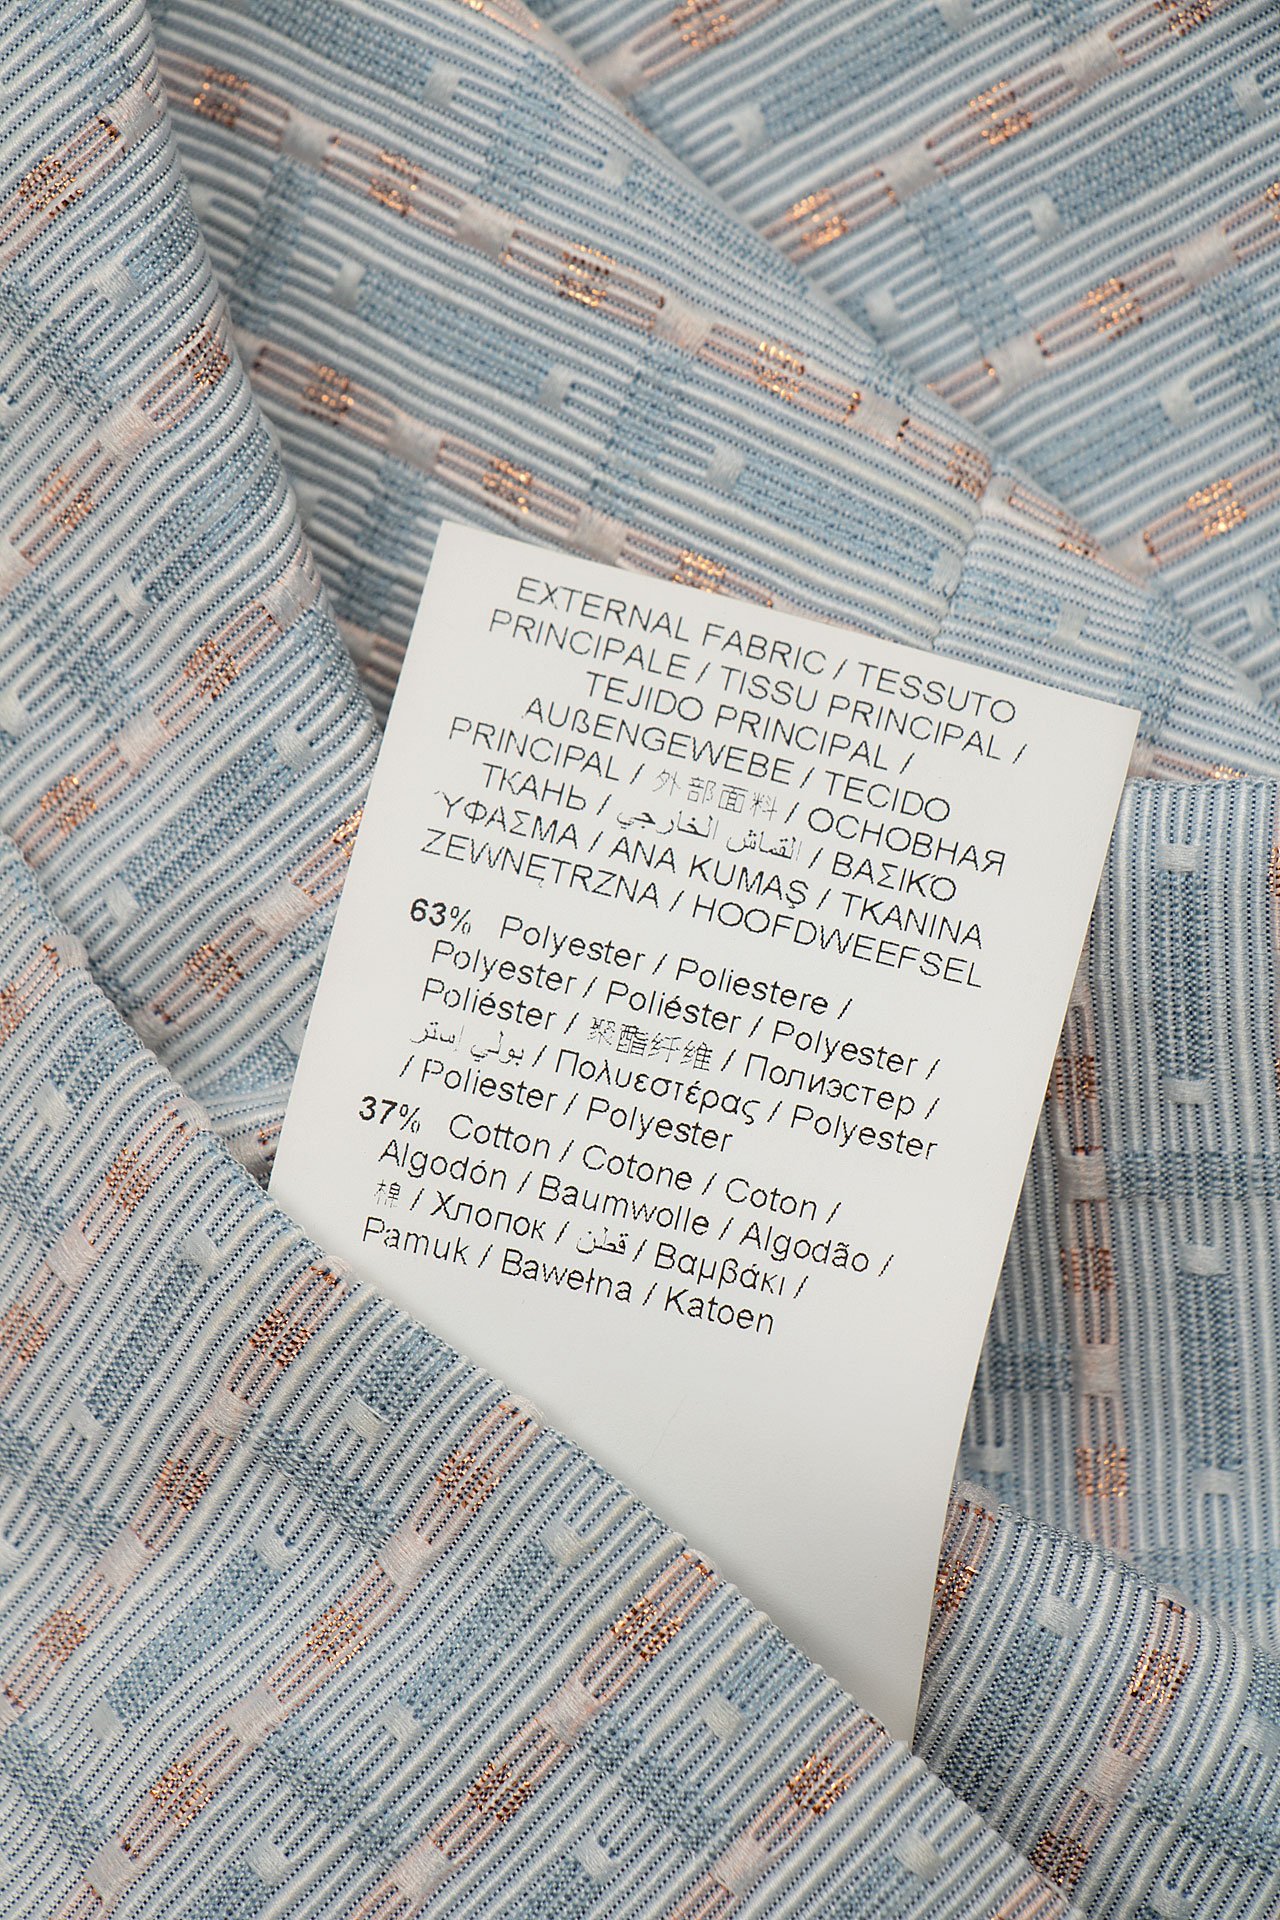 EXTERNAL FABRIC / TESSUTO
PRINCIPALE / TISSU PRINCIPAL /
TEJIDO PRINCIPAL /
AUßENGEWEBE / TECIDO
PRINCIPAL / 外部面料 / ОСНОВНАЯ
ТКАНЬ / القماش الخارجي / ΒΑΣΙΚΌ
ΎΦΑΣΜΑ / ANA KUMAŞ / TKANINA
ZEWNĘTRZNA / HOOFDWEEFSEL
63% Polyester / Poliestere /
Polyester / Poliéster / Polyester /
Poliéster / 聚酯纤维 / Полиэстер /
بولي إستر / Πολυεστέρας / Polyester
/ Poliester / Polyester
37% Cotton / Cotone / Coton /
Algodón / Baumwolle / Algodão /
棉 / Хлопок / قطن / Βαμβάκι /
Pamuk / Bawełna / Katoen